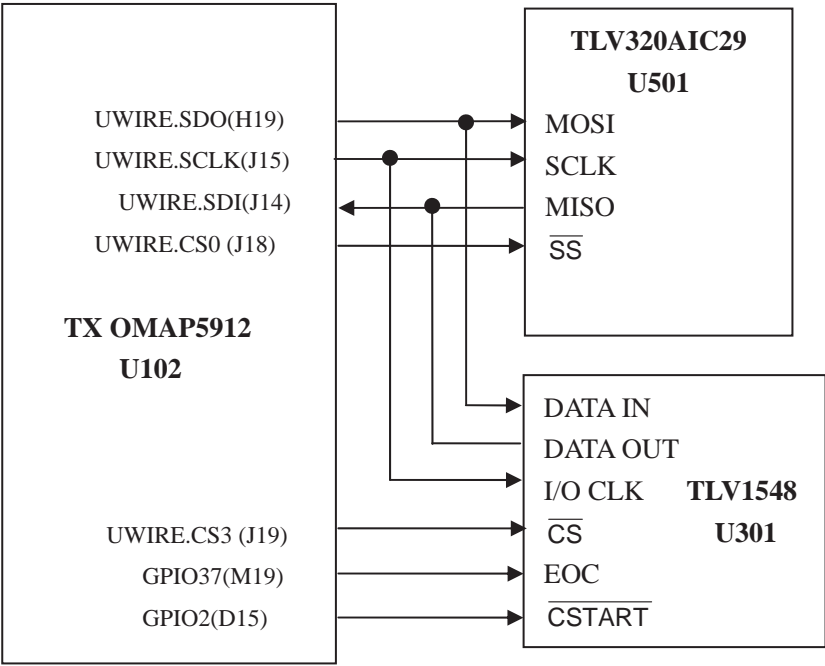 UWIRE.SDO(H19)
UWIRE.SCLK(J15)
UWIRE.SDI(J14)
UWIRE.CS0 (J18)
TX OMAP5912
U102
UWIRE.CS3 (J19)
GPIO37(M19)
GPIO2(D15)
TLV320AIC29
U501
MOSI
SCLK
MISO
SS
DATA IN
DATA OUT
I/O CLK
TLV1548
U301
CS
EOC
CSTART